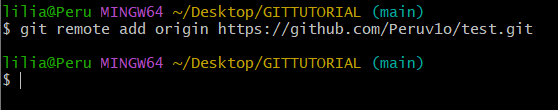 lilia@Peru MINGW64 ~/Desktop/GITTUTORIAL (main)
$ git remote add origin https://github.com/Peruv1o/test.git
lilia@Peru MINGW64 ~/Desktop/GITTUTORIAL (main)
$